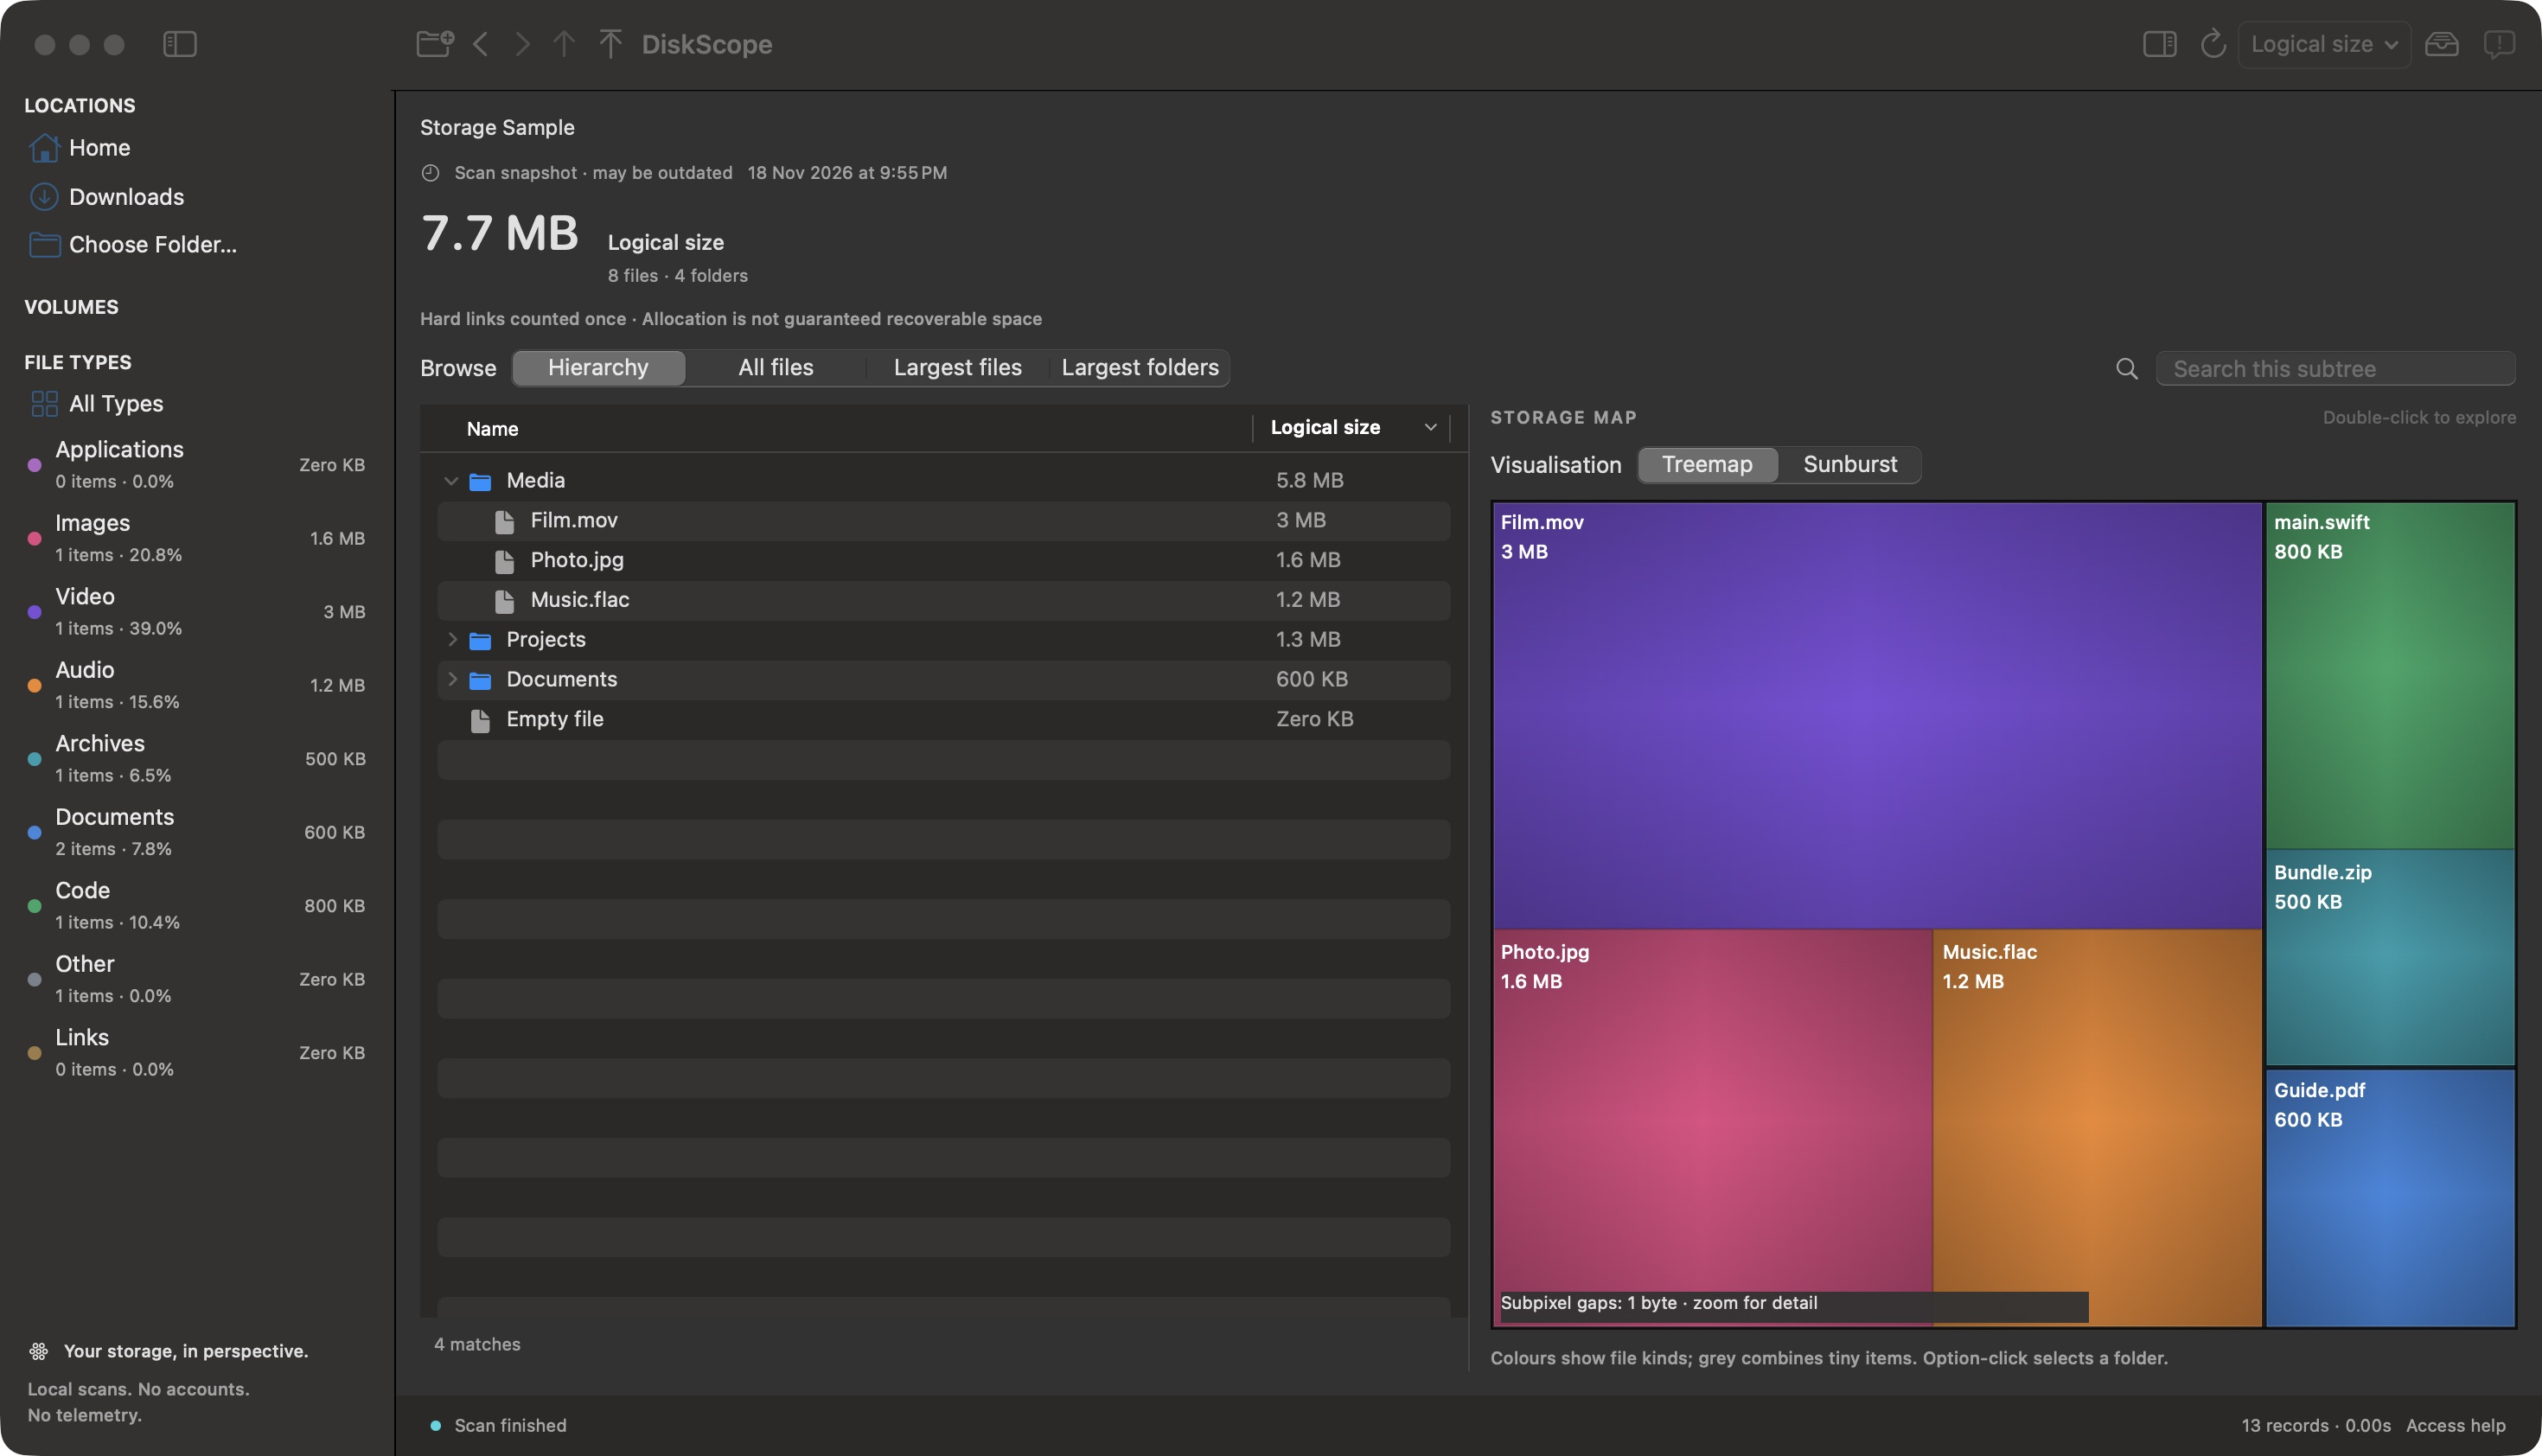 DiskScope
Logical size
LOCATIONS
Home
Downloads
Choose Folder...
VOLUMES
FILE TYPES
All Types
Applications
0 items · 0.0%
Zero KB
Images
1 items · 20.8%
1.6 MB
Video
1 items · 39.0%
3 MB
Audio
1 items · 15.6%
1.2 MB
Archives
1 items · 6.5%
500 KB
Documents
2 items · 7.8%
600 KB
Code
1 items · 10.4%
800 KB
Other
1 items · 0.0%
Zero KB
Links
0 items · 0.0%
Zero KB
Your storage, in perspective.
Local scans. No accounts.
No telemetry.
Storage Sample
Scan snapshot · may be outdated 18 Nov 2026 at 9:55 PM
7.7 MB
Logical size
8 files · 4 folders
Hard links counted once · Allocation is not guaranteed recoverable space
Browse Hierarchy All files Largest files Largest folders
Search this subtree
Name Logical size
Media 5.8 MB
Film.mov 3 MB
Photo.jpg 1.6 MB
Music.flac 1.2 MB
Projects 1.3 MB
Documents 600 KB
Empty file Zero KB
4 matches
STORAGE MAP
Double-click to explore
Visualisation Treemap Sunburst
Film.mov
3 MB
main.swift
800 KB
Bundle.zip
500 KB
Photo.jpg
1.6 MB
Music.flac
1.2 MB
Guide.pdf
600 KB
Subpixel gaps: 1 byte · zoom for detail
Colours show file kinds; grey combines tiny items. Option-click selects a folder.
Scan finished
13 records · 0.00s Access help